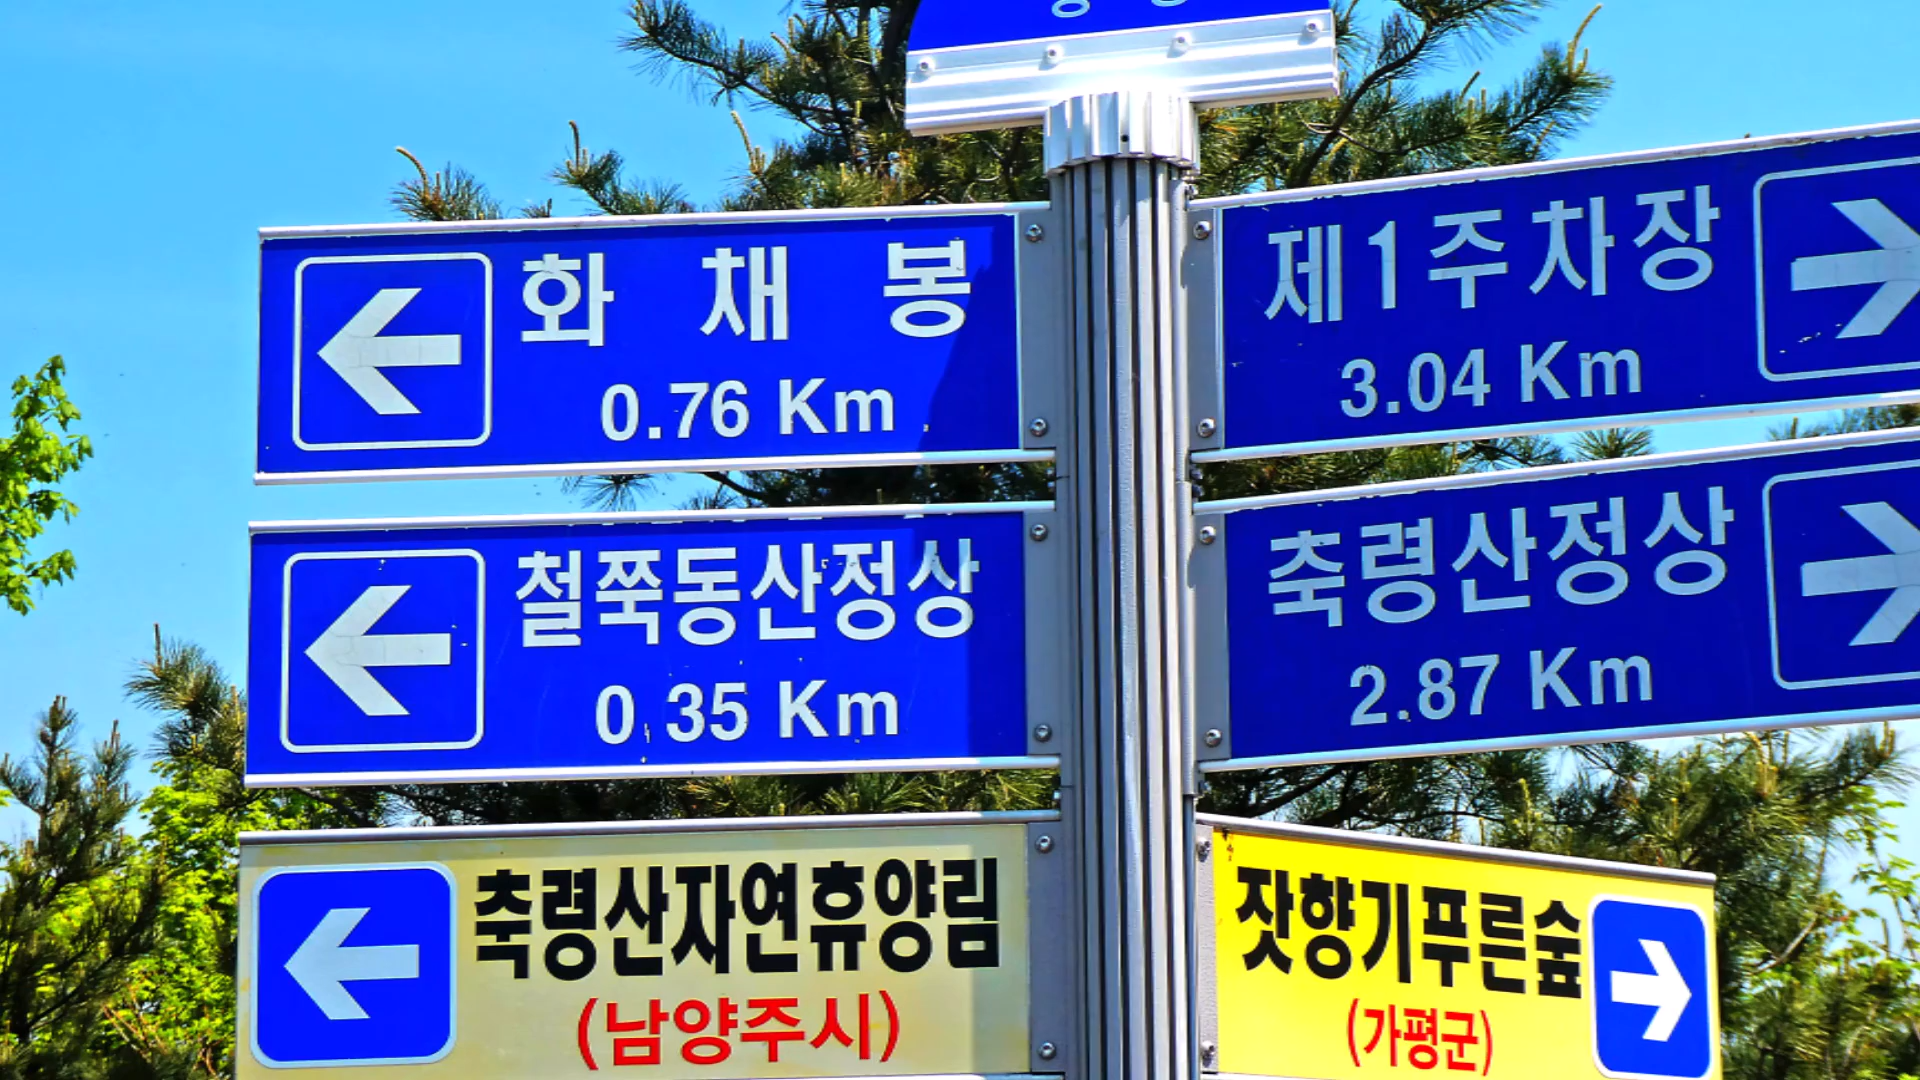 화 채 봉
0.76 Km
철쭉동산정상
0.35 Km
축령산자연휴양림
(남양주시)
제1주차장
3.04 Km
축령산정상
2.87 Km
잣향기푸른숲
(가평군)